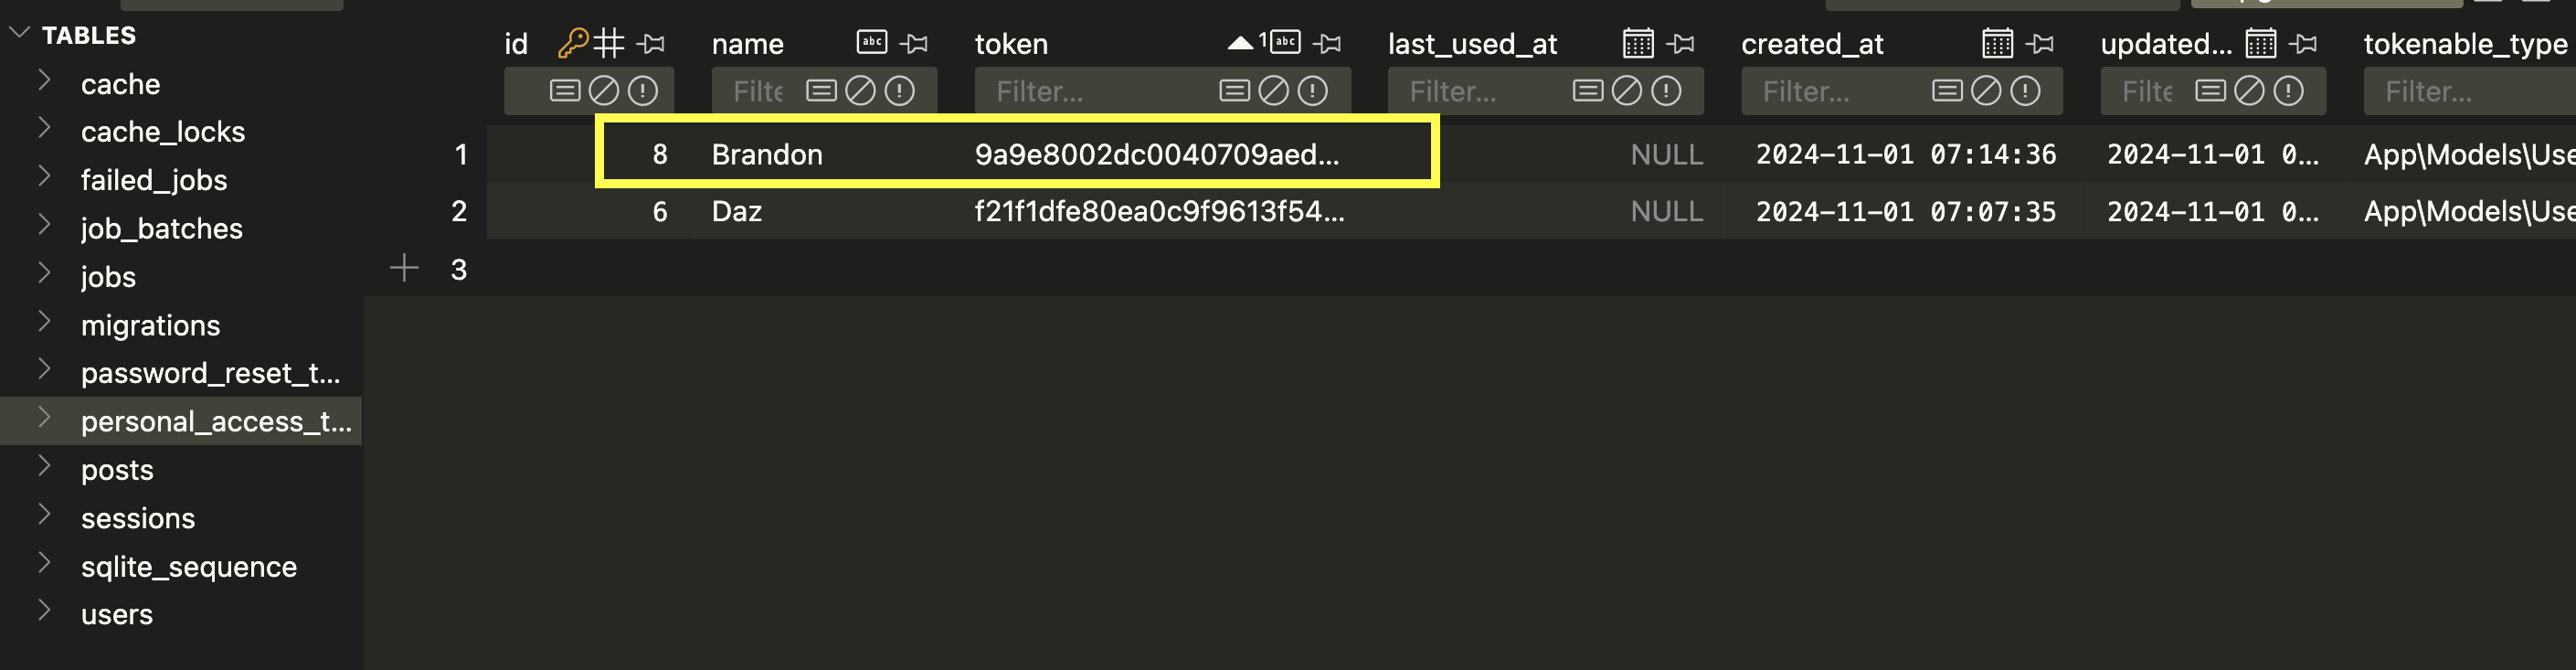 TABLES
cache
cache_locks
failed_jobs
job_batches
jobs
migrations
password_reset_t...
personal_access_t...
posts
sessions
sqlite_sequence
users
id name token 1 last_used_at created_at updated... tokenable_type
Filte Filter... Filter... Filter... Filte Filter...
1 8 Brandon 9a9e8002dc0040709aed... NULL 2024-11-01 07:14:36 2024-11-01 0... App\Models\Use
2 6 Daz f21f1dfe80ea0c9f9613f54... NULL 2024-11-01 07:07:35 2024-11-01 0... App\Models\Use
3